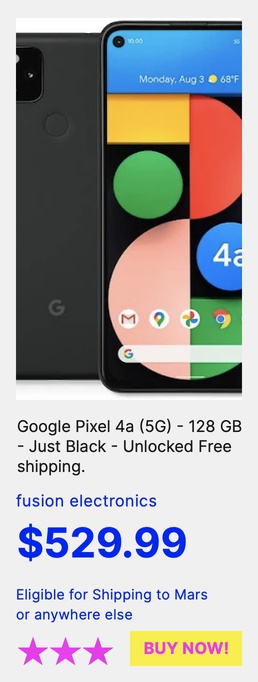 10:00
Monday, Aug 3 68°F
4a
G
G
Google Pixel 4a (5G) - 128 GB
- Just Black - Unlocked Free
shipping.
fusion electronics
$529.99
Eligible for Shipping to Mars
or anywhere else
BUY NOW!